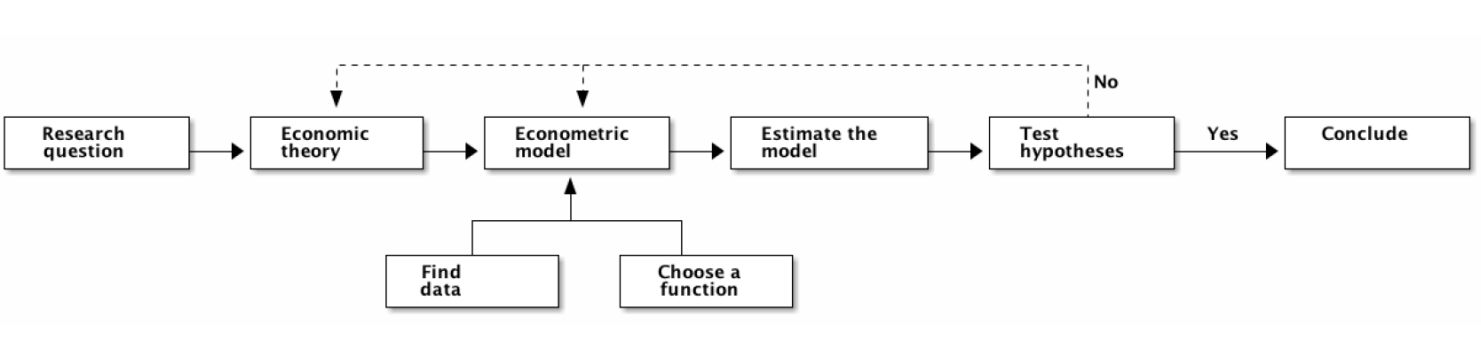 No
Research
question
Economic
theory
Econometric
model
Estimate the
model
Test
hypotheses
Yes
Conclude
Find
data
Choose a
function